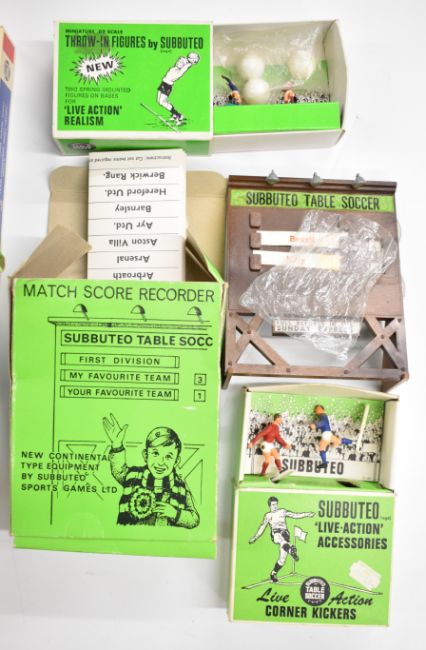 MINIATURE OO SCALE
THROW-IN FIGURES by SUBBUTEO
NEW
TWO SPRING MOUNTED
FIGURES ON BASES
FOR
'LIVE ACTION'
REALISM
Berwick Rang.
Hereford Utd.
Barnsley
Ayr Utd.
Aston Villa
Arsenal
Arbroath
SUBBUTEO TABLE SOCCER
MATCH SCORE RECORDER
SUBBUTEO TABLE SOCC
FIRST DIVISION
MY FAVOURITE TEAM 3
YOUR FAVOURITE TEAM 1
NEW CONTINENTAL
TYPE EQUIPMENT
BY SUBBUTEO
SPORTS GAMES LTD
SUBBUTEO
SUBBUTEO
'LIVE-ACTION'
ACCESSORIES
Live Action
SUBBUTEO
TABLE
SOCCER
CORNER KICKERS